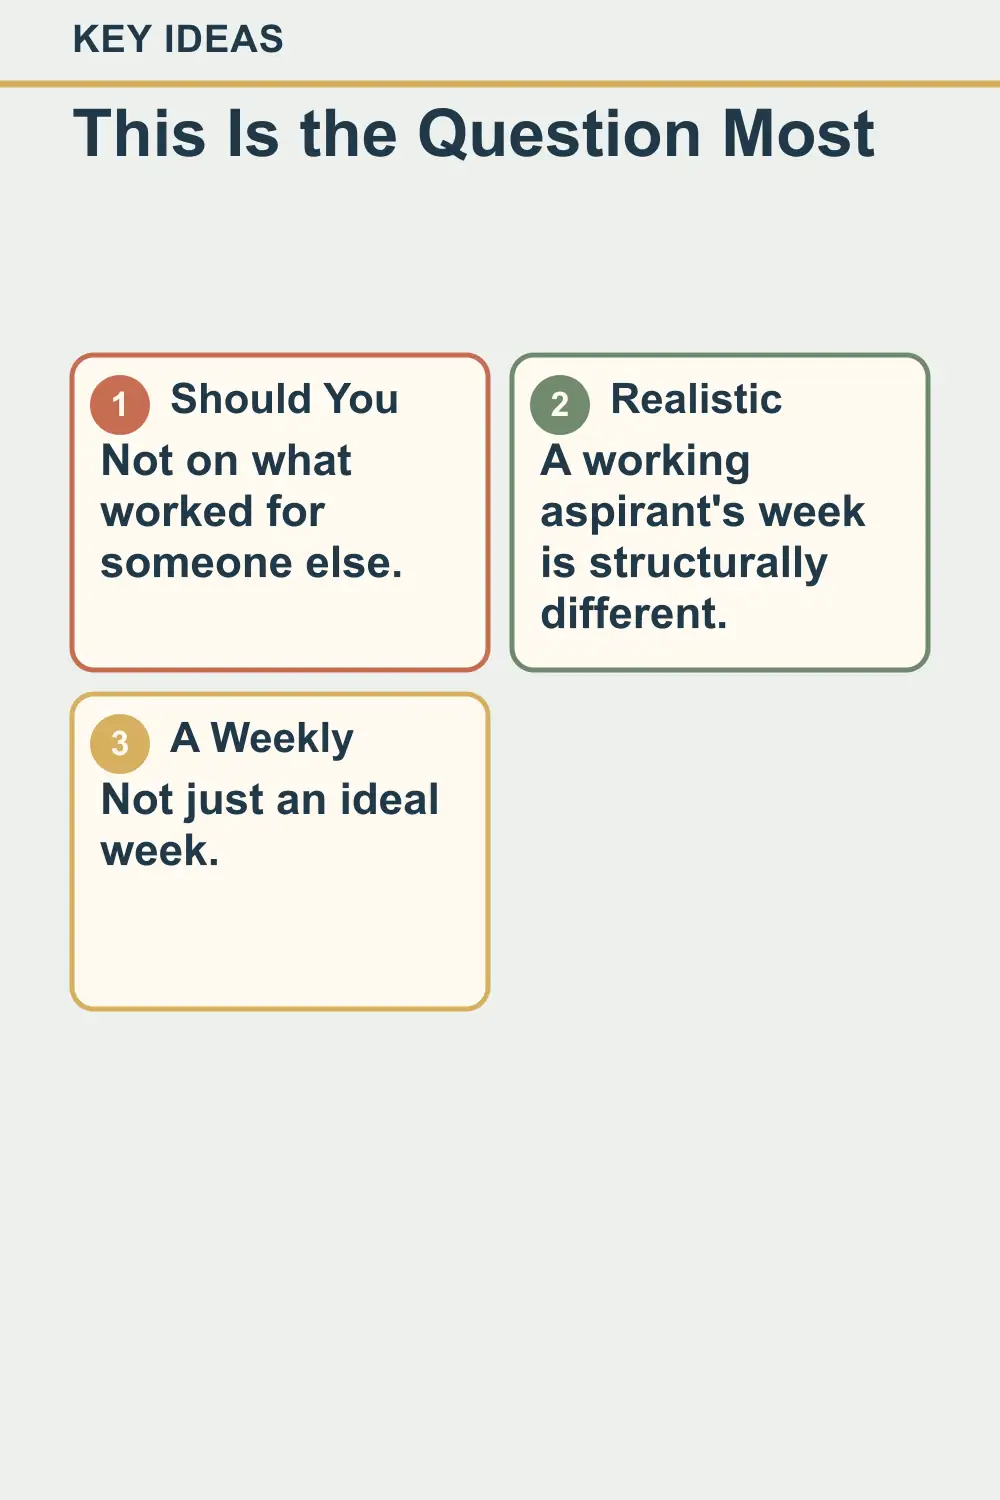 KEY IDEAS
This Is the Question Most
1 Should You
Not on what
worked for
someone else.
2 Realistic
A working
aspirant's week
is structurally
different.
3 A Weekly
Not just an ideal
week.